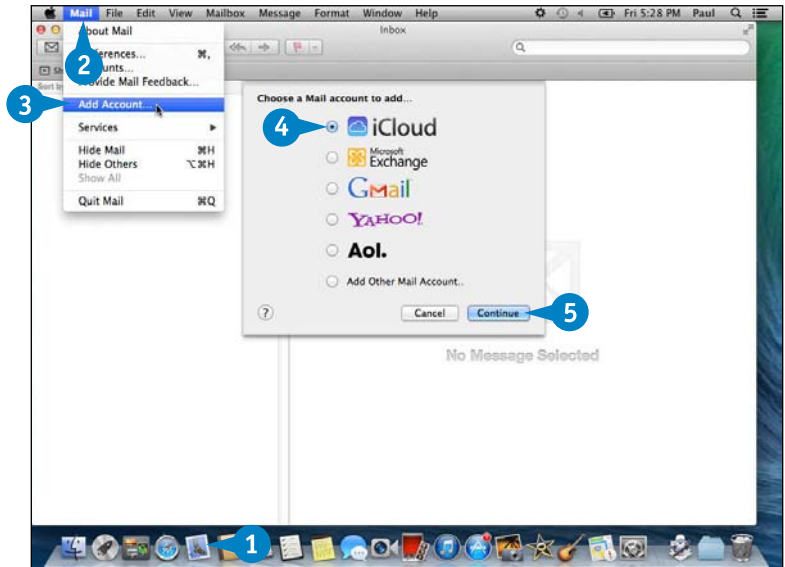 Mail File Edit View Mailbox Message Format Window Help Fri 5:28 PM Paul
Inbox
About Mail
⌘,
2
Provide Mail Feedback...
Sort by
3
Add Account...
Services
Hide Mail ⌘H
Hide Others ⌥⌘H
Show All
Quit Mail ⌘Q
Choose a Mail account to add...
4
iCloud
Microsoft Exchange
Gmail
YAHOO!
Aol.
Add Other Mail Account..
?
Cancel Continue
5
No Message Selected
1